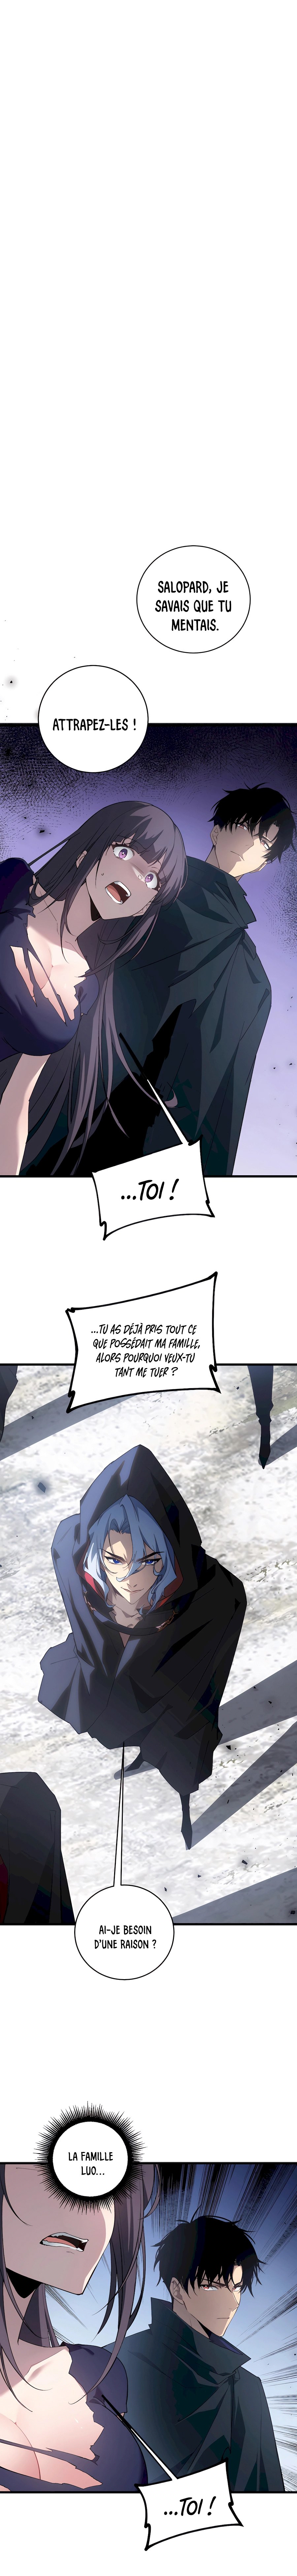 SALOPARD, JE
SAVAIS QUE TU
MENTAIS.
ATTRAPEZ-LES !
...TOI !
...TU AS DÉJÀ PRIS TOUT CE
QUE POSSÉDAIT MA FAMILLE,
ALORS POURQUOI VEUX-TU
TANT ME TUER ?
AI-JE BESOIN
D'UNE RAISON ?
LA FAMILLE
LUO...
...TOI !